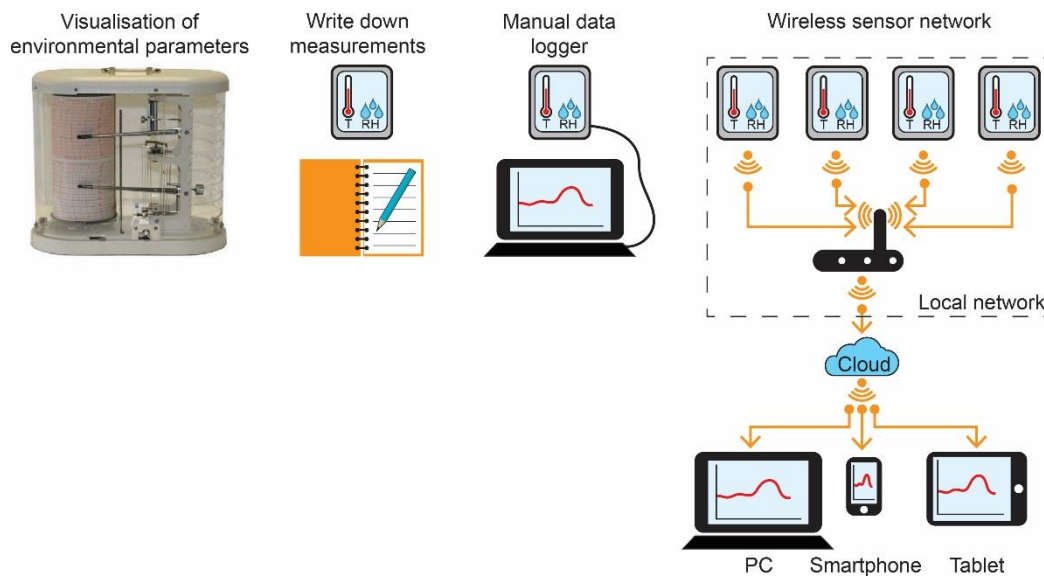 Visualisation of
environmental parameters
Write down
measurements
Manual data
logger
Wireless sensor network
T RH
T RH
T RH
T RH
T RH
T RH
Local network
Cloud
PC
Smartphone
Tablet